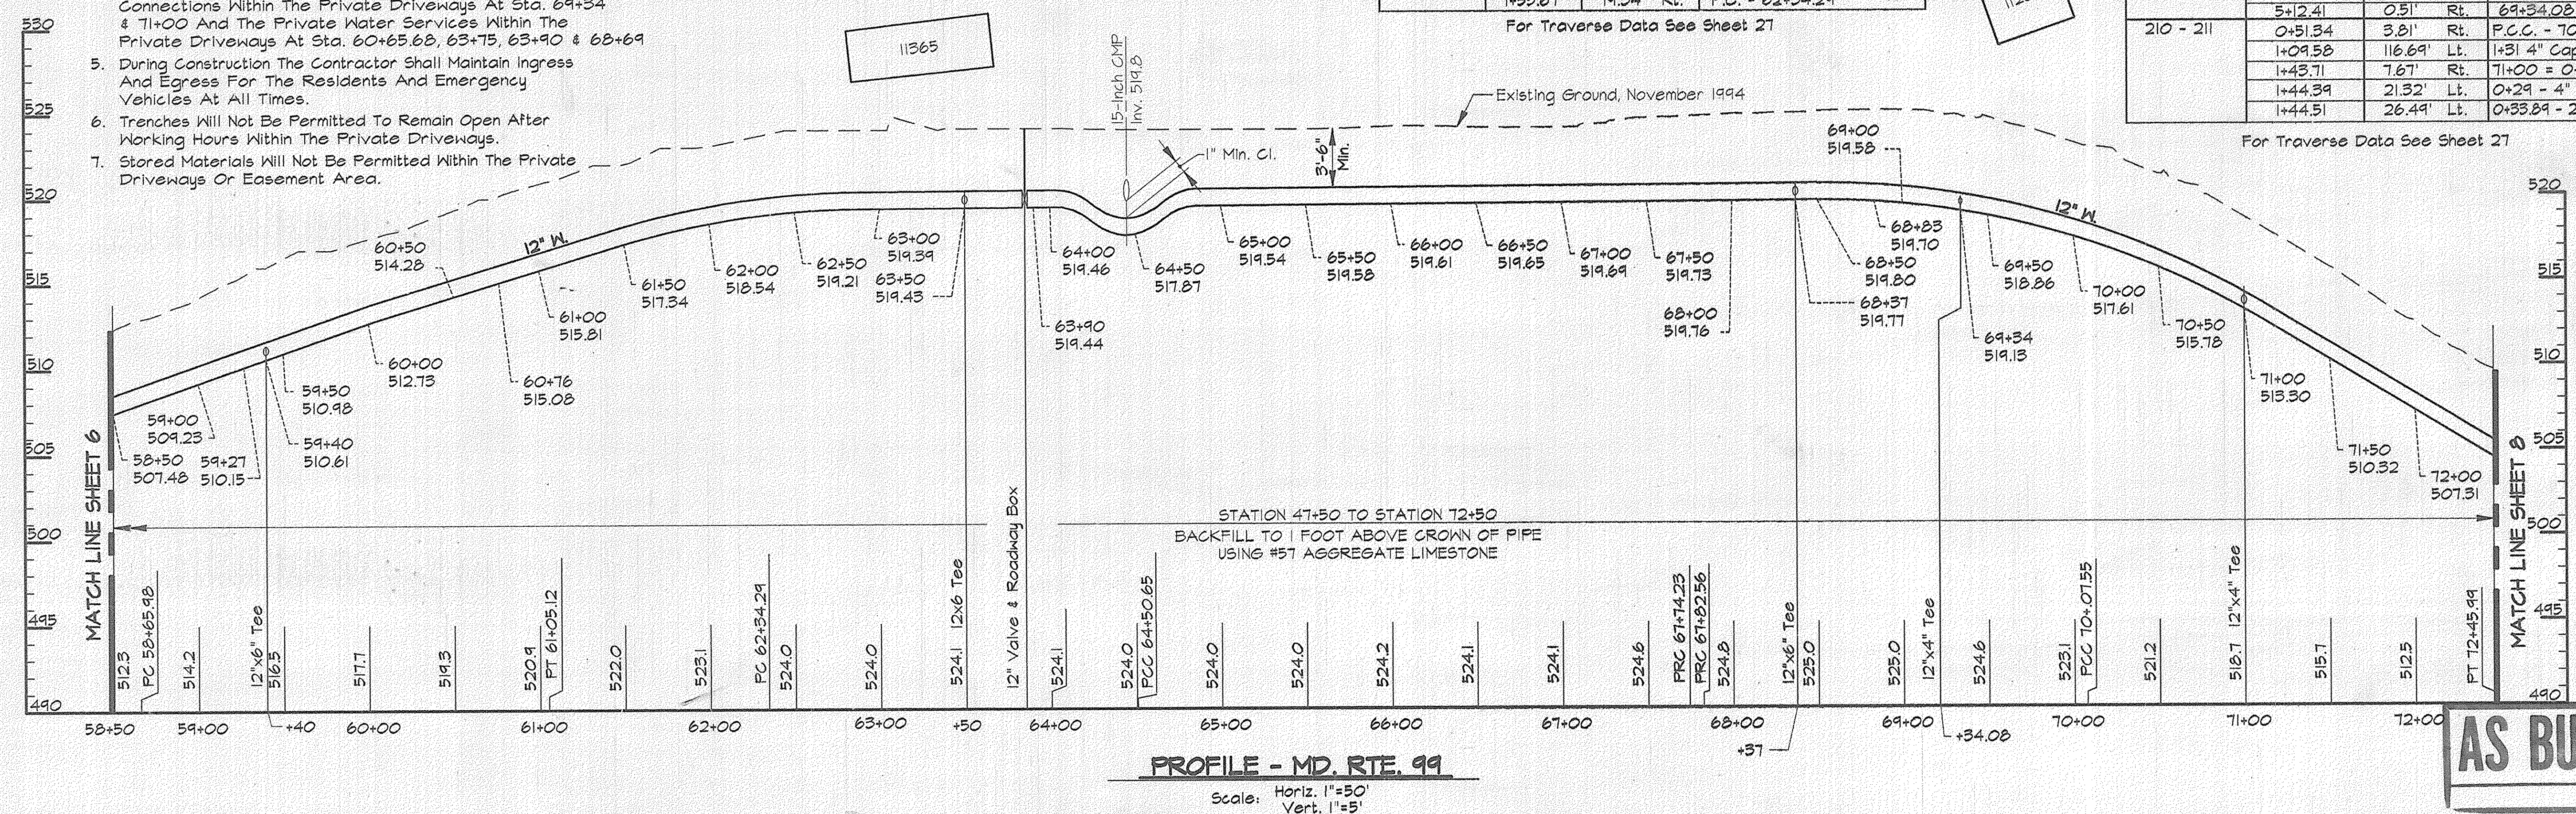 Connections Within The Private Driveways At Sta. 69+34
& 71+00 And The Private Water Services Within The
Private Driveways At Sta. 60+65.68, 63+75, 63+90 & 68+69
5. During Construction The Contractor Shall Maintain Ingress
And Egress For The Residents And Emergency
Vehicles At All Times.
6. Trenches Will Not Be Permitted To Remain Open After
Working Hours Within The Private Driveways.
7. Stored Materials Will Not Be Permitted Within The Private
Driveways Or Easement Area.
530
525
520
515
510
505
500
495
490
11365
15-Inch CMP
Inv. 519.8
1" Min. Cl.
For Traverse Data See Sheet 27
Existing Ground, November 1994
3'-6"
Min.
5+12.41 0.51' Rt. 69+34.08
210 - 211 0+51.34 3.81' Rt. P.C.C. - 70
1+09.58 116.69' Lt. 1+31 4" Cap
1+43.71 7.67' Rt. 71+00 = 0
1+44.39 21.32' Lt. 0+29 - 4"
1+44.51 26.49' Lt. 0+33.89 - 2
For Traverse Data See Sheet 27
520
515
510
505
500
495
490
MATCH LINE SHEET 6
12" W.
12" W.
58+50
507.48
59+00
509.23
59+27
510.15
59+40
510.61
59+50
510.98
60+00
512.73
60+50
514.28
60+76
515.08
61+00
515.81
61+50
517.34
62+00
518.54
62+50
519.21
63+00
519.39
63+50
519.43
63+90
519.44
64+00
519.46
64+50
517.87
65+00
519.54
65+50
519.58
66+00
519.61
66+50
519.65
67+00
519.69
67+50
519.73
68+00
519.76
68+37
519.77
68+50
519.80
68+83
519.70
69+00
519.58
69+34
519.13
69+50
518.86
70+00
517.61
70+50
515.78
71+00
513.30
71+50
510.32
72+00
507.31
MATCH LINE SHEET 8
STATION 47+50 TO STATION 72+50
BACKFILL TO 1 FOOT ABOVE CROWN OF PIPE
USING #57 AGGREGATE LIMESTONE
512.3
PC 58+65.98
514.2
12"x6" Tee
516.5
517.7
519.3
520.9
PT 61+05.12
522.0
523.1
PC 62+34.29
524.0
524.0
524.1 12x6 Tee
12" Valve & Roadway Box
524.1
524.0
PCC 64+50.65
524.0
524.0
524.2
524.1
524.1
524.6
PRC 67+74.23
PRC 67+82.56
524.8
12"x6" Tee
525.0
525.0
12"x4" Tee
524.6
523.1
PCC 70+07.55
521.2
518.7 12"x4" Tee
515.7
512.5
PT 72+45.99
58+50
59+00
+40
60+00
61+00
62+00
63+00
+50
64+00
65+00
66+00
67+00
68+00
+37
69+00
+34.08
70+00
71+00
72+00
PROFILE - MD. RTE. 99
Scale: Horiz. 1"=50'
Vert. 1"=5'
AS BU